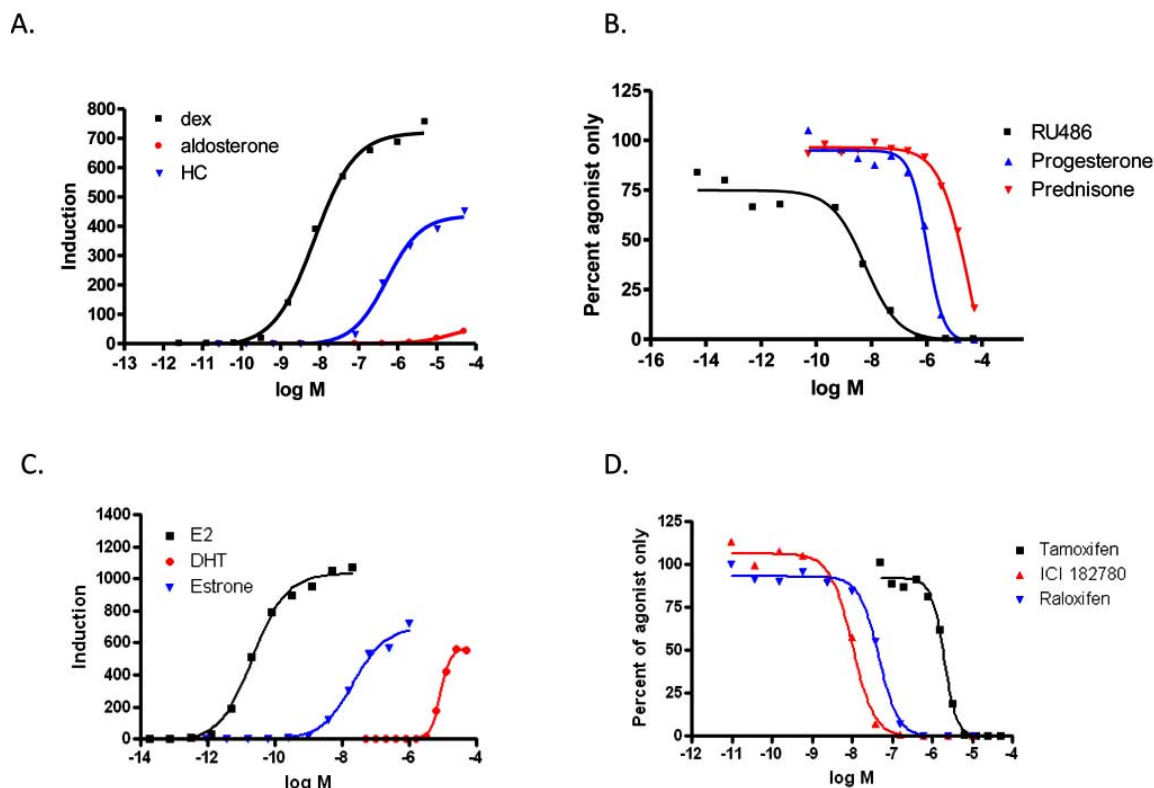 A.
800
700
600
500
400
300
200
100
0
Induction
dex
aldosterone
HC
-13 -12 -11 -10 -9 -8 -7 -6 -5 -4
log M
B.
125
100
75
50
25
0
Percent agonist only
RU486
Progesterone
Prednisone
-16 -14 -12 -10 -8 -6 -4
log M
C.
1400
1200
1000
800
600
400
200
0
Induction
E2
DHT
Estrone
-14 -12 -10 -8 -6 -4
log M
D.
125
100
75
50
25
0
Percent of agonist only
Tamoxifen
ICI 182780
Raloxifen
-11 -10 -9 -8 -7 -6 -5 -4
log M